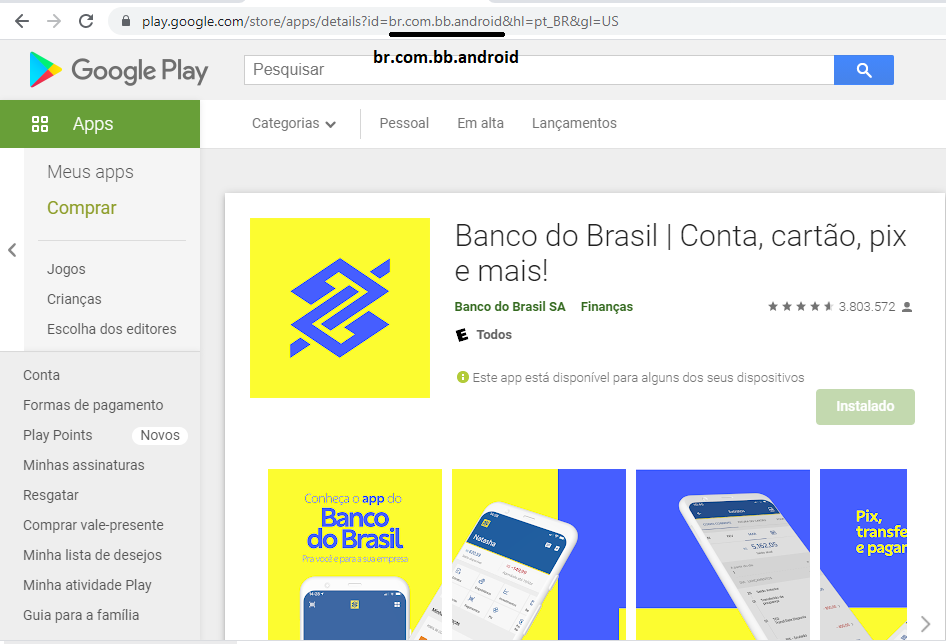 play.google.com/store/apps/details?id=br.com.bb.android&hl=pt_BR&gl=US
br.com.bb.android
Google Play
Pesquisar
Apps
Categorias
Pessoal
Em alta
Lançamentos
Meus apps
Comprar
Jogos
Crianças
Escolha dos editores
Conta
Formas de pagamento
Play Points
Novos
Minhas assinaturas
Resgatar
Comprar vale-presente
Minha lista de desejos
Minha atividade Play
Guia para a família
Banco do Brasil | Conta, cartão, pix
e mais!
Banco do Brasil SA
Finanças
3.803.572
E
Todos
Este app está disponível para alguns dos seus dispositivos
Instalado
Conheça o app do
Banco
do Brasil
Pra você e para a sua empresa
Natasha
5.162,05
Pix,
transfe
e pagar